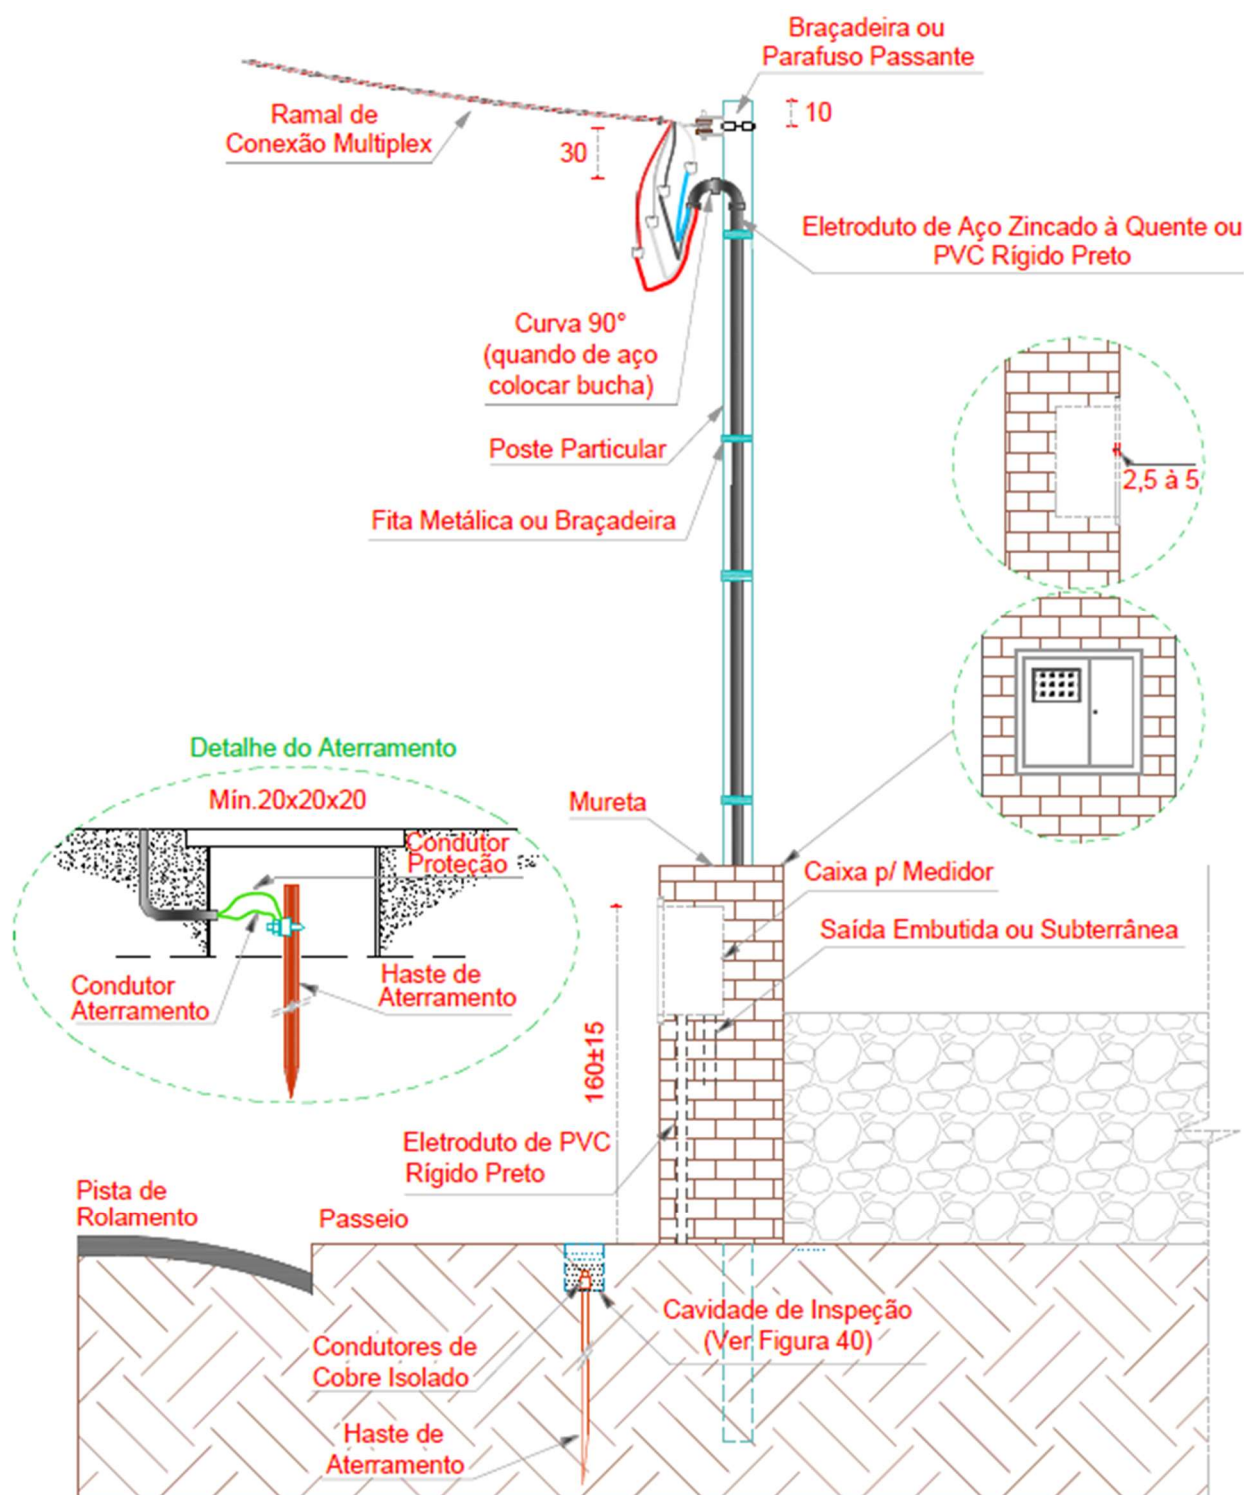 Braçadeira ou
Parafuso Passante
10
Ramal de
Conexão Multiplex
30
Eletroduto de Aço Zincado à Quente ou
PVC Rígido Preto
Curva 90°
(quando de aço
colocar bucha)
Poste Particular
2,5 à 5
Fita Metálica ou Braçadeira
Detalhe do Aterramento
Mín.20x20x20
Mureta
Condutor
Proteção
Caixa p/ Medidor
Saída Embutida ou Subterrânea
Condutor
Aterramento
Haste de
Aterramento
160±15
Eletroduto de PVC
Rígido Preto
Pista de
Rolamento
Passeio
Cavidade de Inspeção
(Ver Figura 40)
Condutores de
Cobre Isolado
Haste de
Aterramento